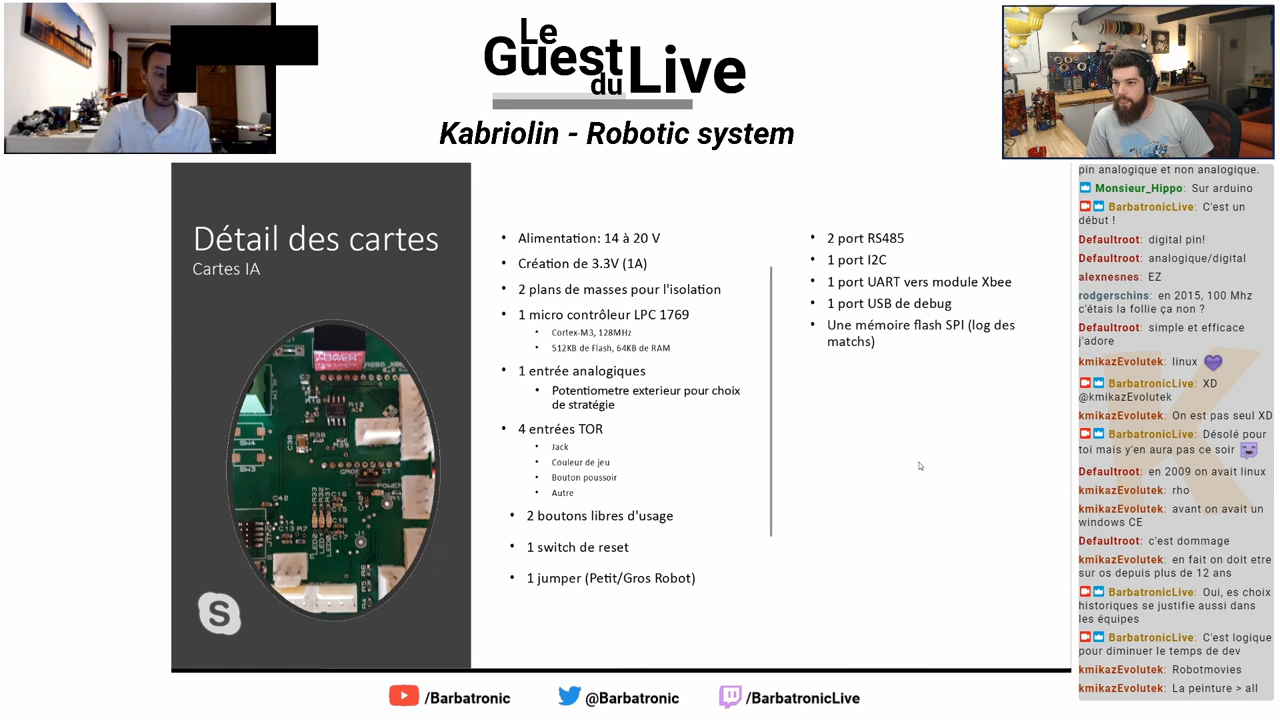 Le
Guest
du
Live
Kabriolin - Robotic system
Détail des cartes
Cartes IA
Alimentation: 14 à 20 V
Création de 3.3V (1A)
2 plans de masses pour l'isolation
1 micro contrôleur LPC 1769
Cortex-M3, 128MHz
512KB de Flash, 64KB de RAM
1 entrée analogiques
Potentiometre exterieur pour choix
de stratégie
4 entrées TOR
Jack
Couleur de jeu
Bouton poussoir
Autre
2 boutons libres d'usage
1 switch de reset
1 jumper (Petit/Gros Robot)
2 port RS485
1 port I2C
1 port UART vers module Xbee
1 port USB de debug
Une mémoire flash SPI (log des
matchs)
POWER
SW4
SW3
C38
C42
pin analogique et non analogique.
Monsieur_Hippo: Sur arduino
BarbatronicLive: C'est un
début !
Defaultroot: digital pin!
Defaultroot: analogique/digital
alexnesnes: EZ
rodgerschins: en 2015, 100 Mhz
c'étais la follie ça non ?
Defaultroot: simple et efficace
j'adore
kmikazEvolutek: linux
BarbatronicLive: XD
@kmikazEvolutek
kmikazEvolutek: On est pas seul XD
BarbatronicLive: Désolé pour
toi mais y'en aura pas ce soir
Defaultroot: en 2009 on avait linux
kmikazEvolutek: rho
kmikazEvolutek: avant on avait un
windows CE
Defaultroot: c'est dommage
kmikazEvolutek: en fait on doit etre
sur os depuis plus de 12 ans
BarbatronicLive: Oui, es choix
historiques se justifie aussi dans
les équipes
BarbatronicLive: C'est logique
pour diminuer le temps de dev
kmikazEvolutek: Robotmovies
kmikazEvolutek: La peinture > all
/Barbatronic
@Barbatronic
/BarbatronicLive